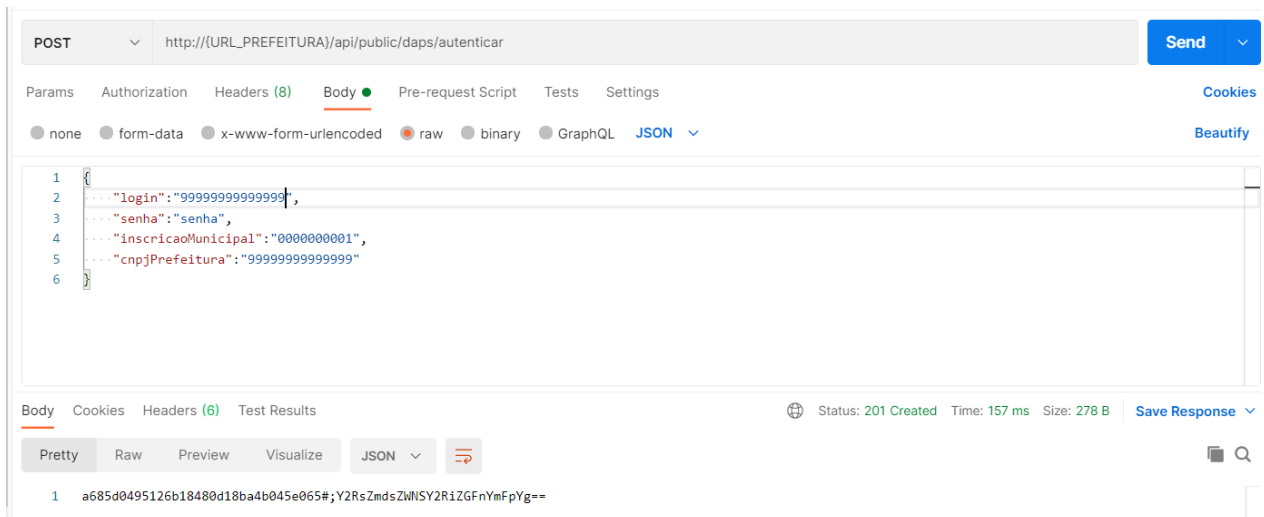 POST http://{URL_PREFEITURA}/api/public/daps/autenticar Send
Params Authorization Headers (8) Body Pre-request Script Tests Settings Cookies
none form-data x-www-form-urlencoded raw binary GraphQL JSON Beautify
1 {
2 ····"login":"99999999999999",
3 ····"senha":"senha",
4 ····"inscricaoMunicipal":"0000000001",
5 ····"cnpjPrefeitura":"99999999999999"
6 }
Body Cookies Headers (6) Test Results Status: 201 Created Time: 157 ms Size: 278 B Save Response
Pretty Raw Preview Visualize JSON
1 a685d0495126b18480d18ba4b045e065#;Y2RsZmdsZWNSY2RiZGFnYmFpYg==